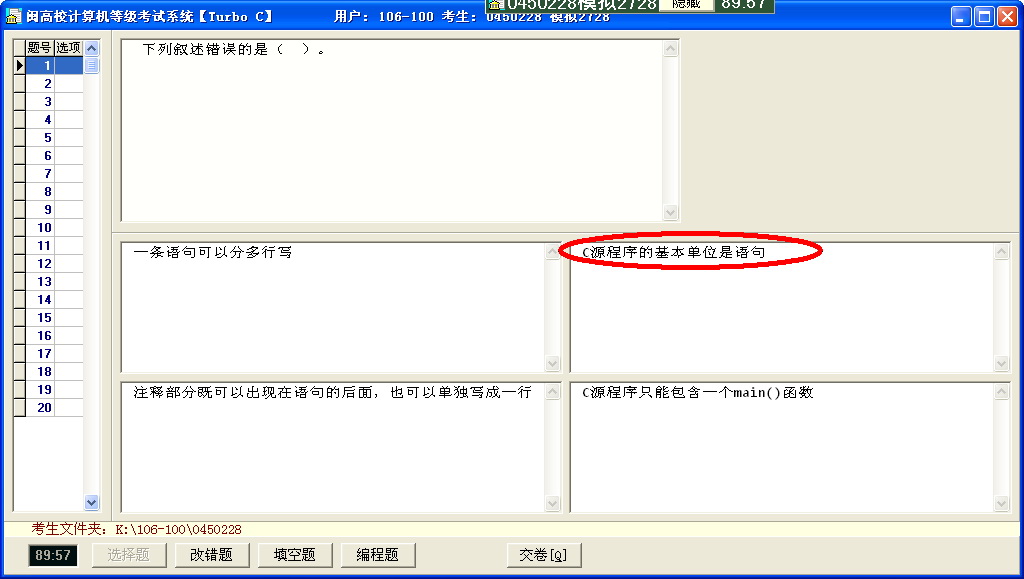 闽高校计算机等级考试系统【Turbo C】 用户: 106-100 考生: 0450228 模拟2728
0450228模拟2728 隐藏 89:57
题号 选项
下列叙述错误的是（ ）。
1
2
3
4
5
6
7
8
9
10
11
12
13
14
15
16
17
18
19
20
一条语句可以分多行写
C源程序的基本单位是语句
注释部分既可以出现在语句的后面，也可以单独写成一行
C源程序只能包含一个main()函数
考生文件夹: K:\106-100\0450228
89:57 选择题 改错题 填空题 编程题 交卷[Q]